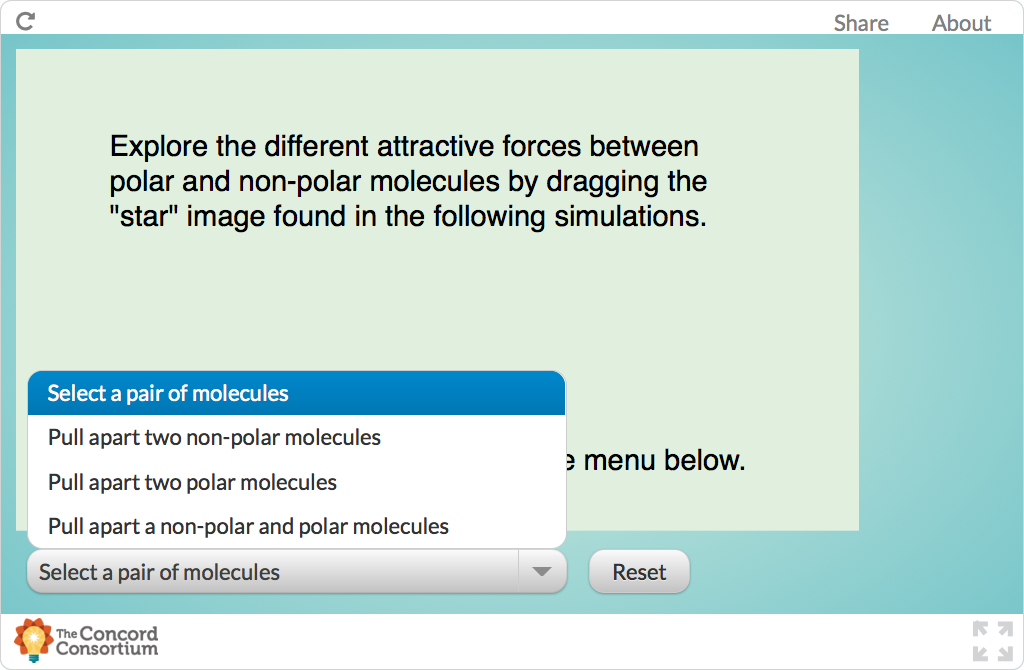 Share About
Explore the different attractive forces between
polar and non-polar molecules by dragging the
"star" image found in the following simulations.
Select a pair of molecules
Pull apart two non-polar molecules
e menu below.
Pull apart two polar molecules
Pull apart a non-polar and polar molecules
Select a pair of molecules
Reset
The Concord
Consortium